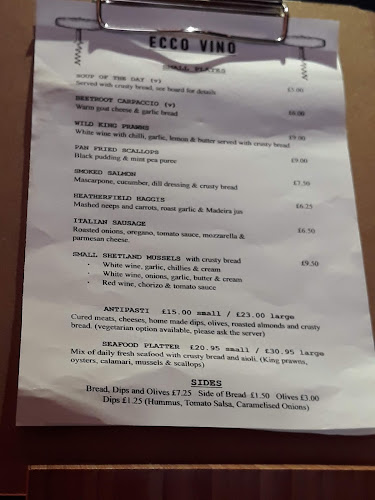 ECCO VINO
SMALL PLATES
SOUP OF THE DAY (v)
Served with crusty bread, see board for details £5.00
BEETROOT CARPACCIO (v)
Warm goat cheese & garlic bread £6.00
WILD KING PRAWNS
White wine with chilli, garlic, lemon & butter served with crusty bread £9.00
PAN FRIED SCALLOPS
Black pudding & mint pea puree £9.00
SMOKED SALMON
Mascarpone, cucumber, dill dressing & crusty bread £7.50
HEATHERFIELD HAGGIS
Mashed neeps and carrots, roast garlic & Madeira jus £6.25
ITALIAN SAUSAGE
Roasted onions, oregano, tomato sauce, mozzarella & £6.50
parmesan cheese.
SMALL SHETLAND MUSSELS with crusty bread £9.50
- White wine, garlic, chillies & cream
- White wine, onions, garlic, butter & cream
- Red wine, chorizo & tomato sauce
ANTIPASTI £15.00 small / £23.00 large
Cured meats, cheeses, home made dips, olives, roasted almonds and crusty
bread. (vegetarian option available, please ask the server)
SEAFOOD PLATTER £20.95 small / £30.95 large
Mix of daily fresh seafood with crusty bread and aioli. (King prawns,
oysters, calamari, mussels & scallops)
SIDES
Bread, Dips and Olives £7.25 Side of Bread £1.50 Olives £3.00
Dips £1.25 (Hummus, Tomato Salsa, Caramelised Onions)